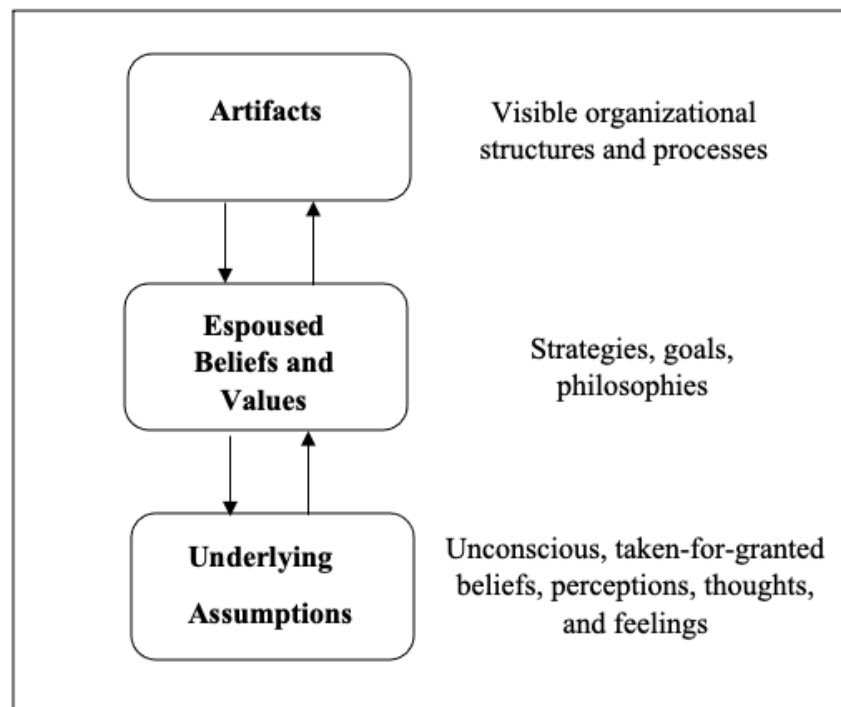 Artifacts
Visible organizational
structures and processes
Espoused
Beliefs and
Values
Strategies, goals,
philosophies
Underlying
Assumptions
Unconscious, taken-for-granted
beliefs, perceptions, thoughts,
and feelings